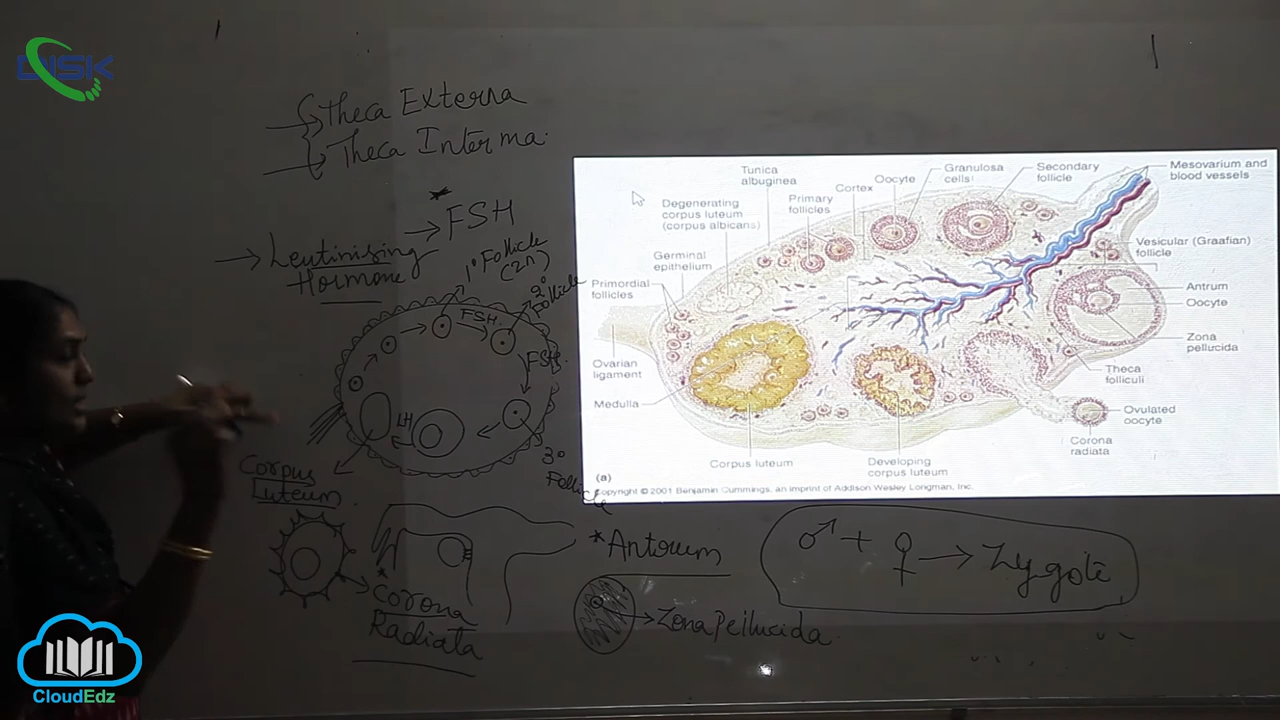 DISK
Theca Externa
Theca Interma
* → FSH
→ Leutinising
Hormone
1° Follicle
(2n)
2°
Follicle
FSH.
FSH.
LH
3°
Follicle
Corpus
Luteum
*
Corona
Radiata
* Antrum
→ Zona Pellucida
♂ + ♀ → Zygote
Tunica
albuginea
Degenerating
corpus luteum
(corpus albicans)
Germinal
epithelium
Primordial
follicles
Ovarian
ligament
Medulla
Primary
follicles
Cortex
Oocyte
Granulosa
cells
Secondary
follicle
Mesovarium and
blood vessels
Vesicular (Graafian)
follicle
Antrum
Oocyte
Zona
pellucida
Theca
folliculi
Ovulated
oocyte
Corona
radiata
Developing
corpus luteum
Corpus luteum
(a)
Copyright © 2001 Benjamin Cummings, an imprint of Addison Wesley Longman, Inc.
CloudEdz